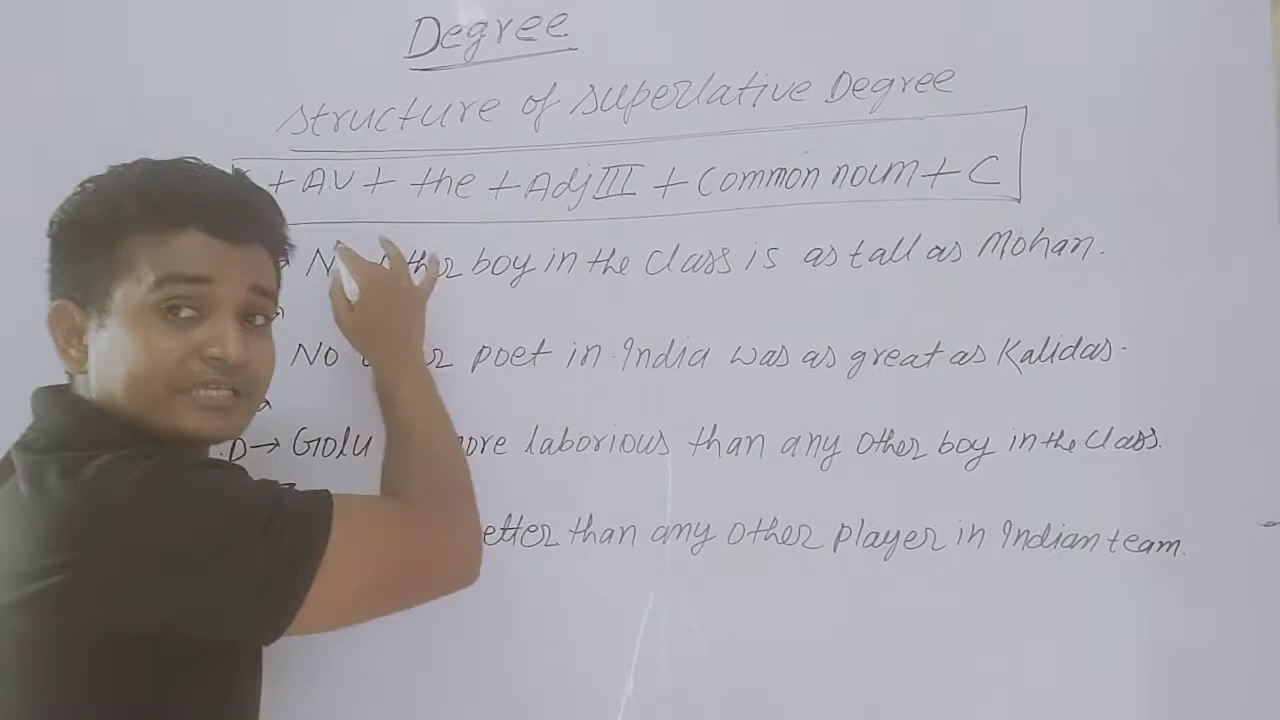 Degree
Structure of Superlative Degree
+ A.V + the + Adj III + Common noun + C
boy in the class is as tall as Mohan.
No poet in India was as great as Kalidas.
D→ Golu laborious than any other boy in the class.
than any other player in Indian team.